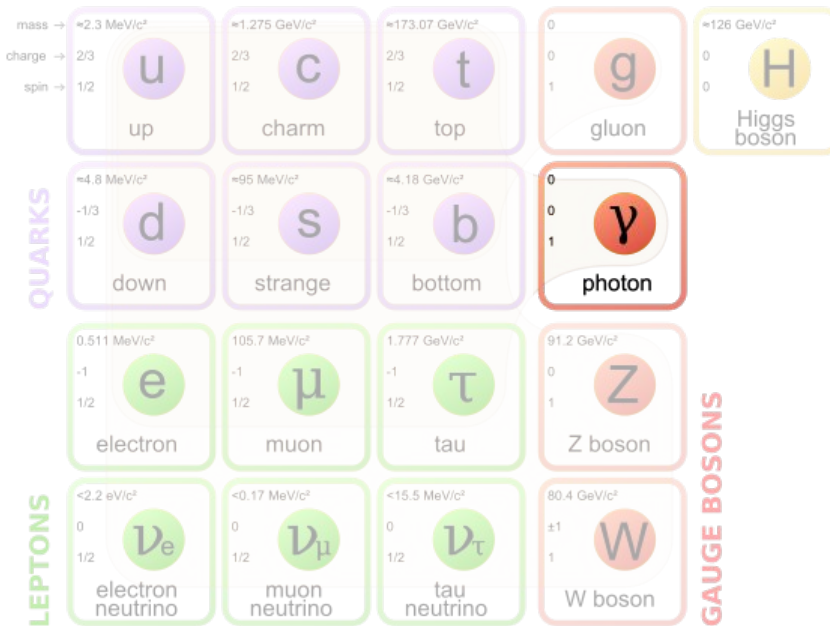 mass → ≈2.3 MeV/c² ≈1.275 GeV/c² ≈173.07 GeV/c² 0 ≈126 GeV/c²
charge → 2/3 2/3 2/3 0 0
spin → 1/2 1/2 1/2 1 0
u c t g H
up charm top gluon Higgs
boson
QUARKS
≈4.8 MeV/c² ≈95 MeV/c² ≈4.18 GeV/c² 0
-1/3 -1/3 -1/3 0
1/2 1/2 1/2 1
d s b γ
down strange bottom photon
0.511 MeV/c² 105.7 MeV/c² 1.777 GeV/c² 91.2 GeV/c²
-1 -1 -1 0
1/2 1/2 1/2 1
e μ τ Z
electron muon tau Z boson
LEPTONS
<2.2 eV/c² <0.17 MeV/c² <15.5 MeV/c² 80.4 GeV/c²
0 0 0 ±1
1/2 1/2 1/2 1
νe νμ ντ W
electron muon tau W boson
neutrino neutrino neutrino
GAUGE BOSONS